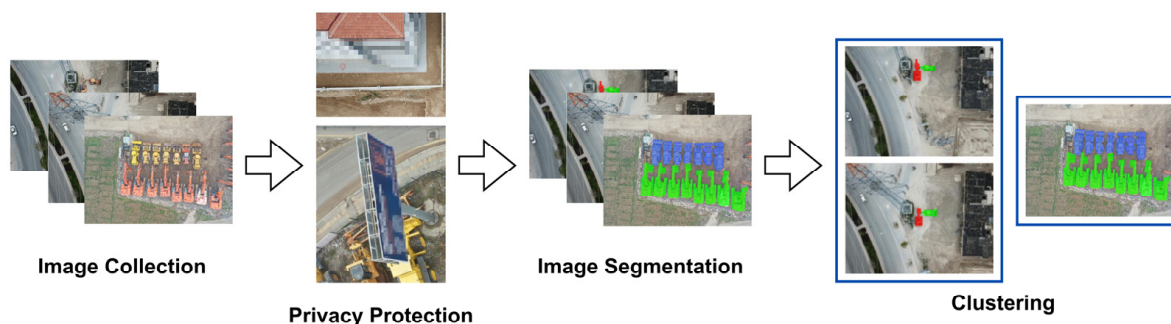 Image Collection
Privacy Protection
Image Segmentation
Clustering